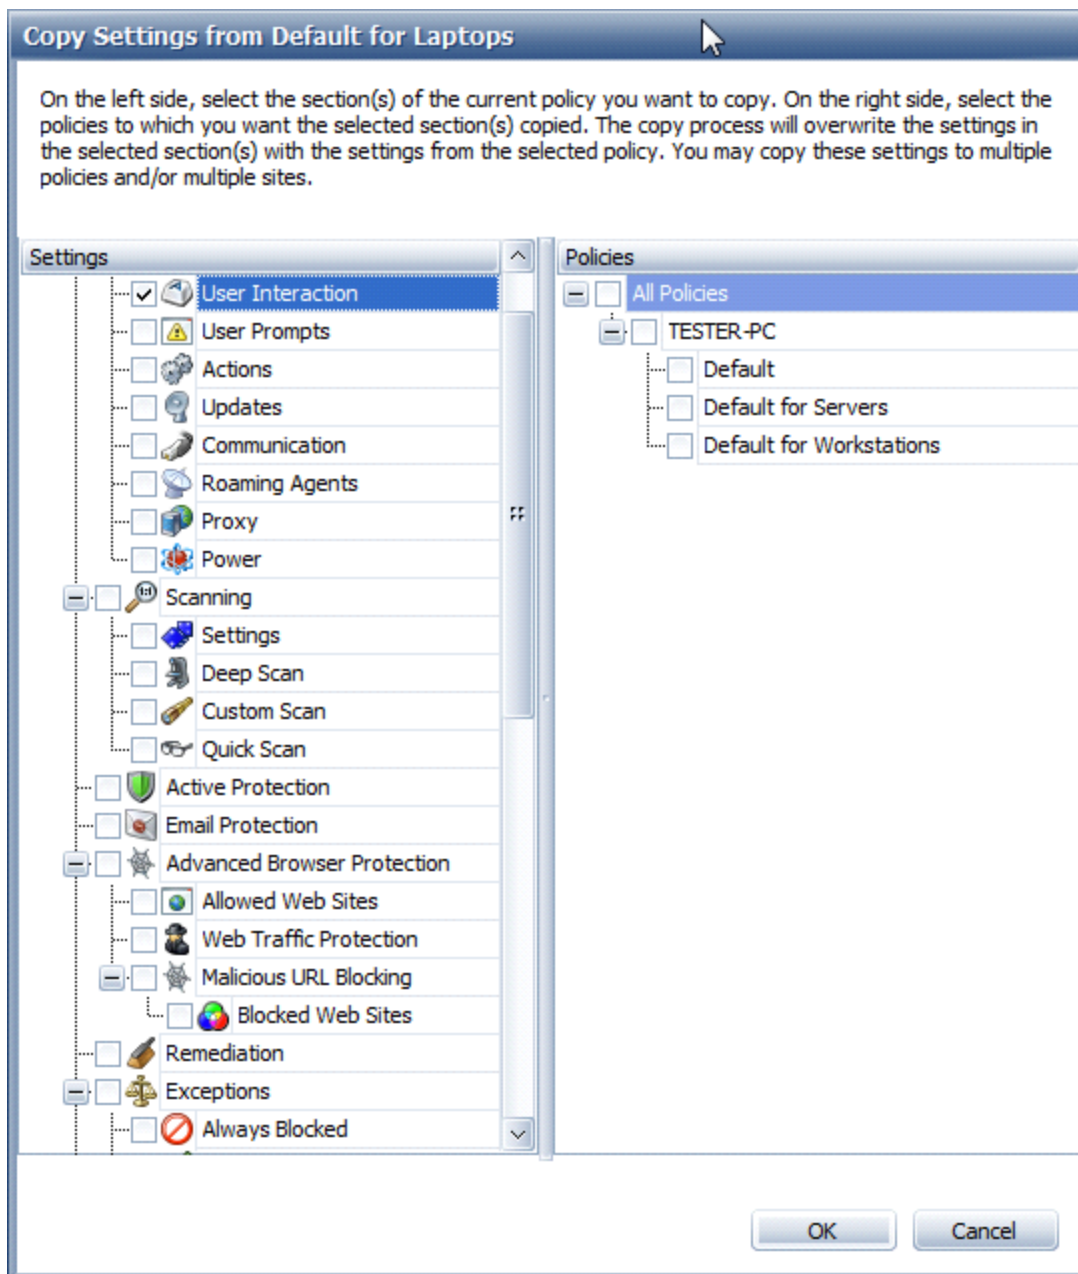 Copy Settings from Default for Laptops
On the left side, select the section(s) of the current policy you want to copy. On the right side, select the
policies to which you want the selected section(s) copied. The copy process will overwrite the settings in
the selected section(s) with the settings from the selected policy. You may copy these settings to multiple
policies and/or multiple sites.
Settings
User Interaction
User Prompts
Actions
Updates
Communication
Roaming Agents
Proxy
Power
Scanning
Settings
Deep Scan
Custom Scan
Quick Scan
Active Protection
Email Protection
Advanced Browser Protection
Allowed Web Sites
Web Traffic Protection
Malicious URL Blocking
Blocked Web Sites
Remediation
Exceptions
Always Blocked
Policies
All Policies
TESTER-PC
Default
Default for Servers
Default for Workstations
OK
Cancel